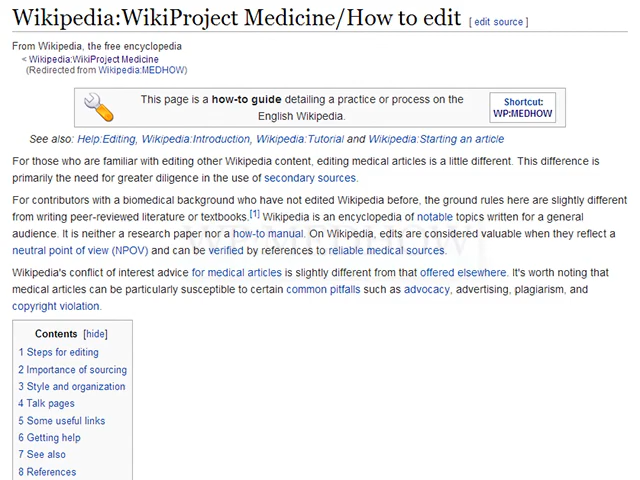 Wikipedia:WikiProject Medicine/How to edit [ edit source ]
From Wikipedia, the free encyclopedia
< Wikipedia:WikiProject Medicine
(Redirected from Wikipedia:MEDHOW)
This page is a how-to guide detailing a practice or process on the
English Wikipedia.
Shortcut:
WP:MEDHOW
See also: Help:Editing, Wikipedia:Introduction, Wikipedia:Tutorial and Wikipedia:Starting an article
For those who are familiar with editing other Wikipedia content, editing medical articles is a little different. This difference is
primarily the need for greater diligence in the use of secondary sources.
For contributors with a biomedical background who have not edited Wikipedia before, the ground rules here are slightly different
from writing peer-reviewed literature or textbooks.[1] Wikipedia is an encyclopedia of notable topics written for a general
audience. It is neither a research paper nor a how-to manual. On Wikipedia, edits are considered valuable when they reflect a
neutral point of view (NPOV) and can be verified by references to reliable medical sources.
Wikipedia's conflict of interest advice for medical articles is slightly different from that offered elsewhere. It's worth noting that
medical articles can be particularly susceptible to certain common pitfalls such as advocacy, advertising, plagiarism, and
copyright violation.
Contents [hide]
1 Steps for editing
2 Importance of sourcing
3 Style and organization
4 Talk pages
5 Some useful links
6 Getting help
7 See also
8 References